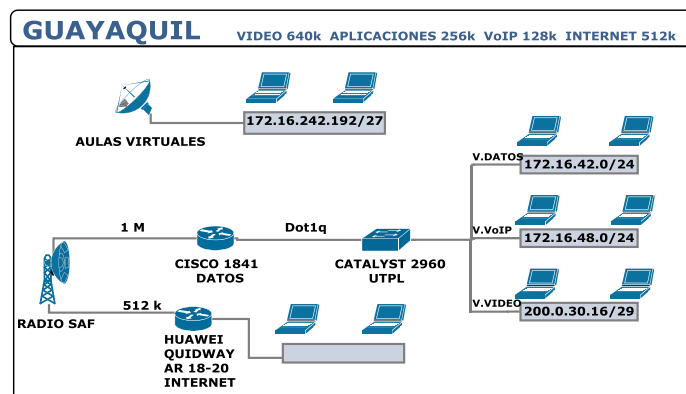 GUAYAQUIL
VIDEO 640k APLICACIONES 256k VoIP 128k INTERNET 512k
172.16.242.192/27
AULAS VIRTUALES
V.DATOS
172.16.42.0/24
1 M
Dot1q
V.VoIP
172.16.48.0/24
CISCO 1841
DATOS
CATALYST 2960
UTPL
V.VIDEO
200.0.30.16/29
512 k
RADIO SAF
HUAWEI
QUIDWAY
AR 18-20
INTERNET